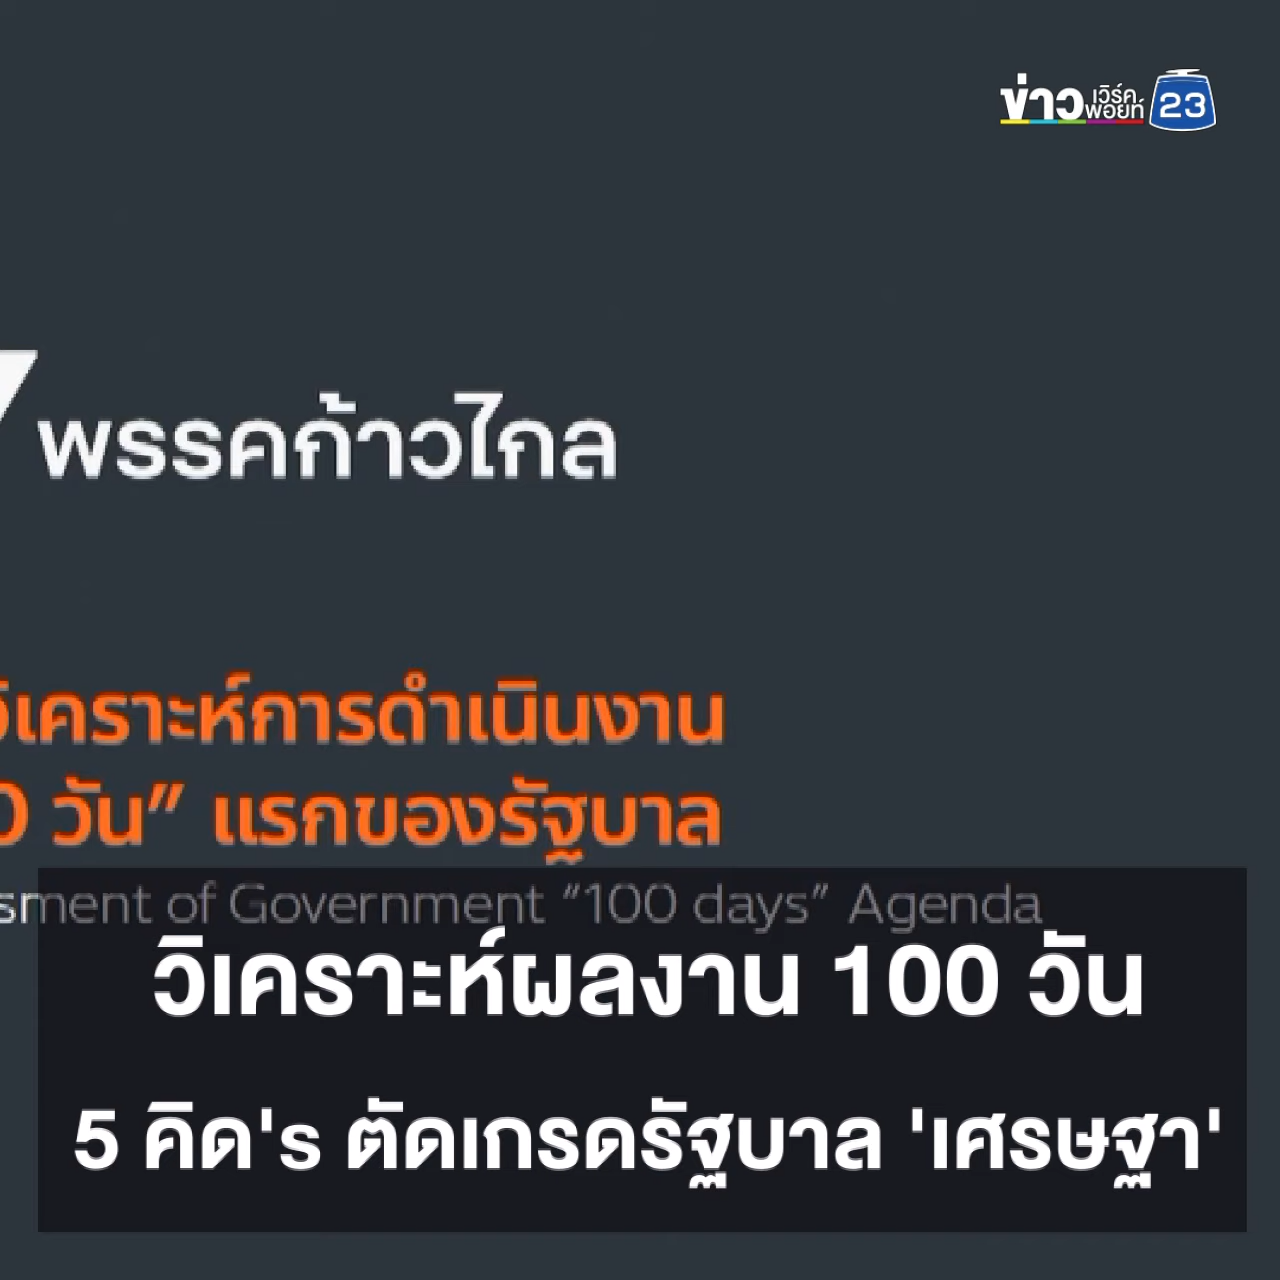 ข่าว เวิร์คพอยท์ 23
พรรคก้าวไกล
วิเคราะห์การดำเนินงาน
0 วัน” แรกของรัฐบาล
sment of Government “100 days” Agenda
วิเคราะห์ผลงาน 100 วัน
5 คิด's ตัดเกรดรัฐบาล 'เศรษฐา'